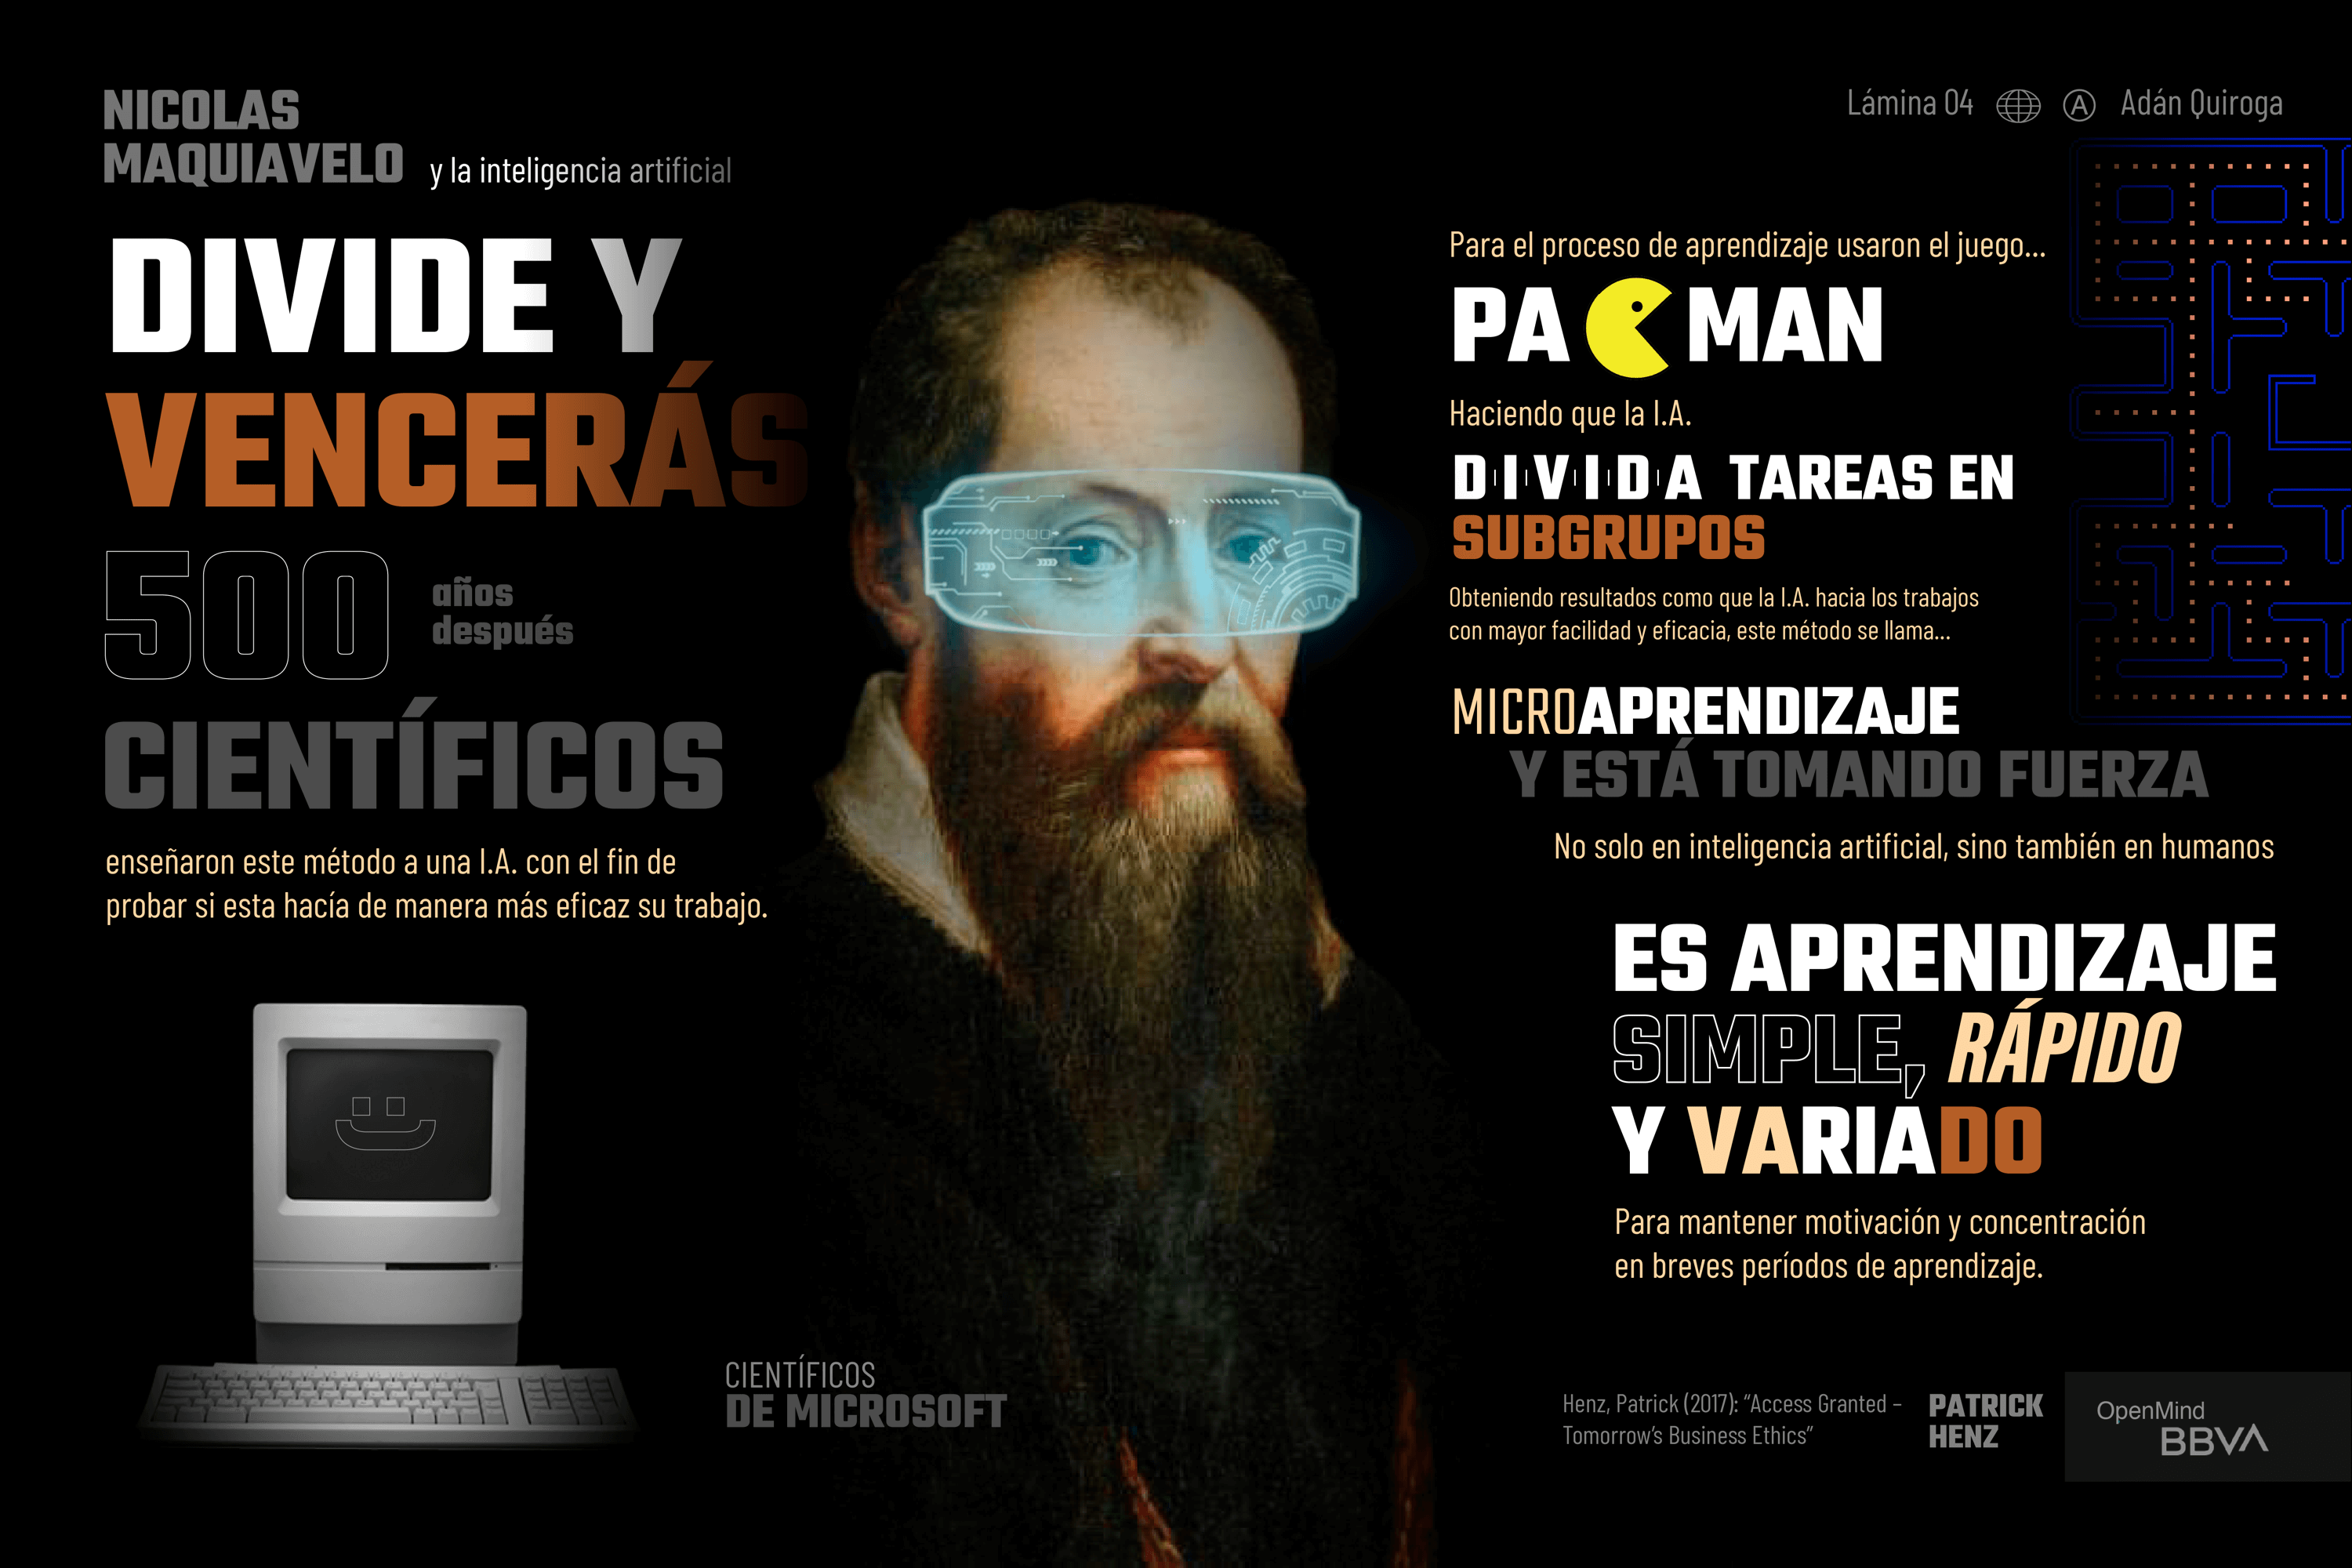 NICOLAS
MAQUIAVELO y la inteligencia artificial
DIVIDE Y
VENCERÁS
500 años
después
CIENTÍFICOS
enseñaron este método a una I.A. con el fin de
probar si esta hacía de manera más eficaz su trabajo.
CIENTÍFICOS
DE MICROSOFT
Lámina 04 A Adán Quiroga
Para el proceso de aprendizaje usaron el juego...
PACMAN
Haciendo que la I.A.
D|I|V|I|D|A TAREAS EN
SUBGRUPOS
Obteniendo resultados como que la I.A. hacia los trabajos
con mayor facilidad y eficacia, este método se llama...
MICROAPRENDIZAJE
Y ESTÁ TOMANDO FUERZA
No solo en inteligencia artificial, sino también en humanos
ES APRENDIZAJE
SIMPLE, RÁPIDO
Y VARIADO
Para mantener motivación y concentración
en breves períodos de aprendizaje.
Henz, Patrick (2017): “Access Granted –
Tomorrow’s Business Ethics”
PATRICK
HENZ
OpenMind
BBVA